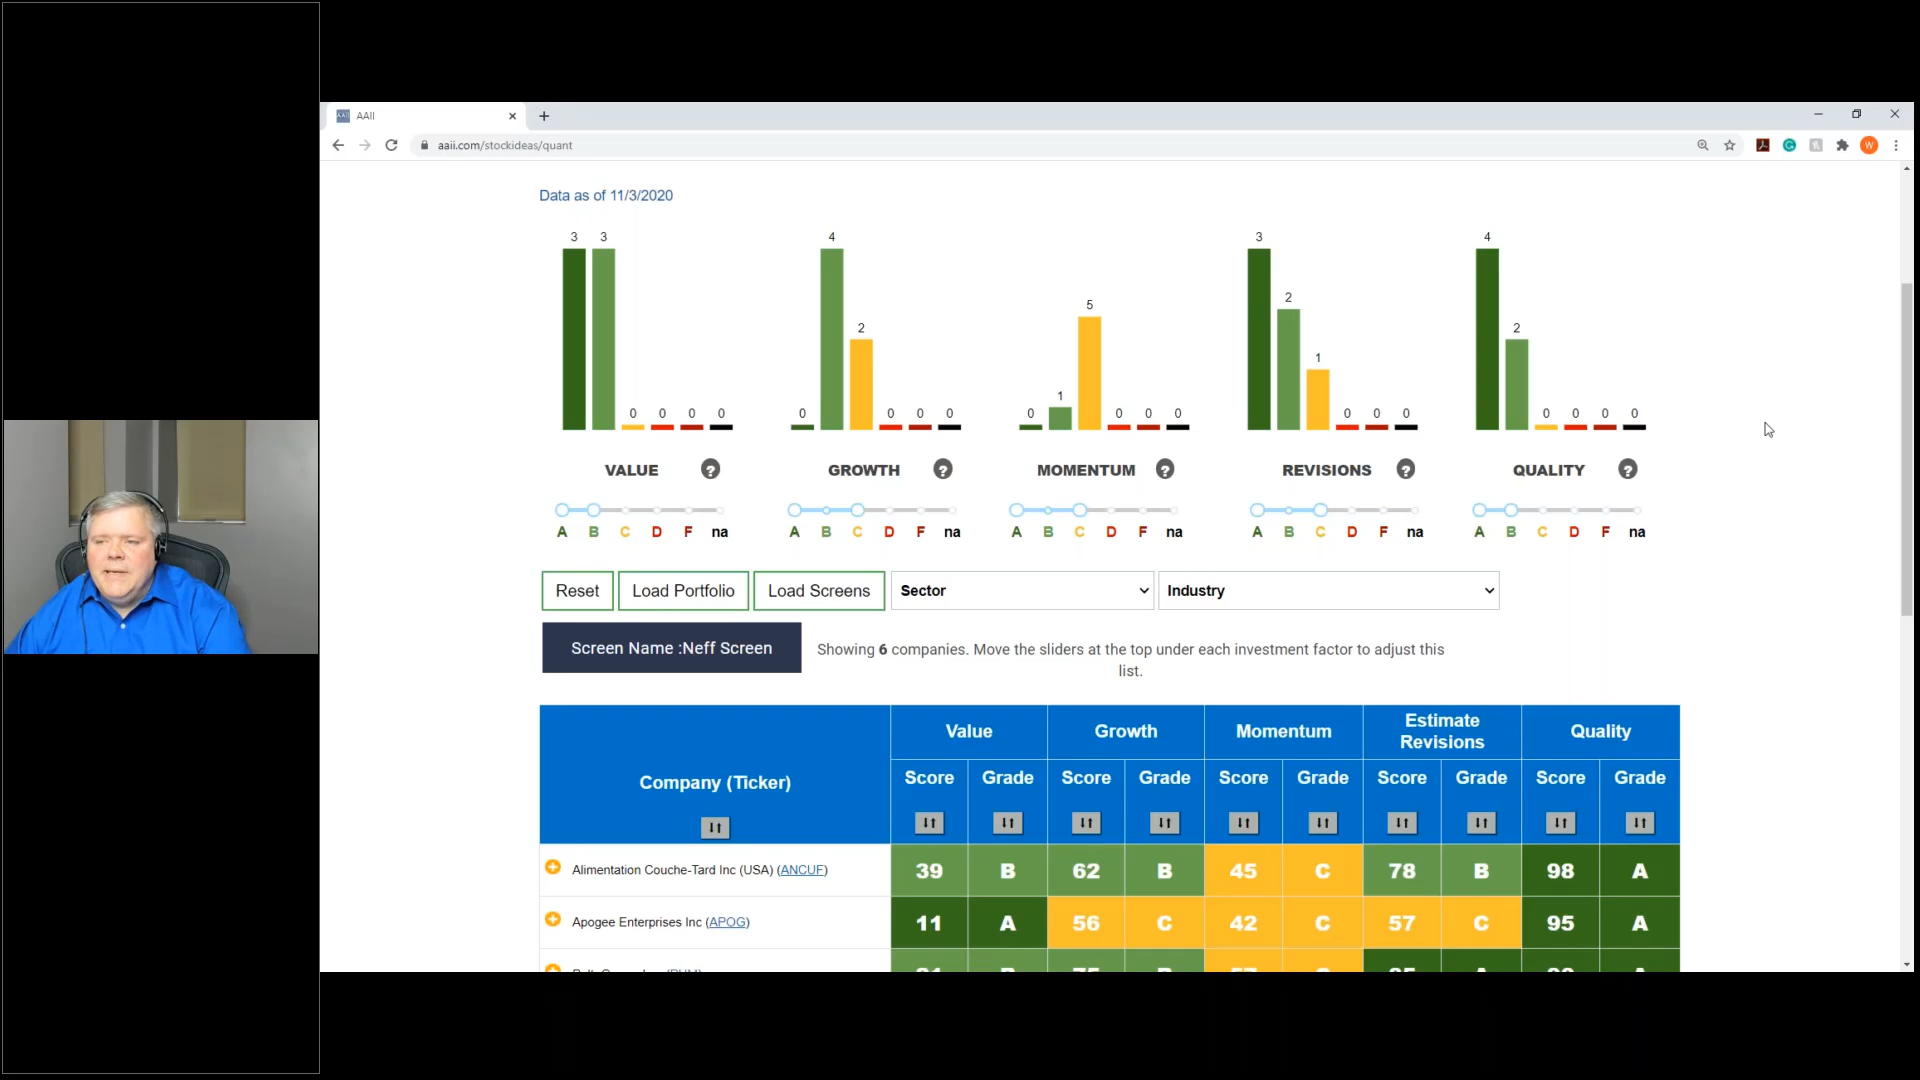 AAII
aaii.com/stockideas/quant
W
Data as of 11/3/2020
3 3 0 0 0 0
0 4 2 0 0 0
0 1 5 0 0 0
3 2 1 0 0 0
4 2 0 0 0 0
VALUE ?
GROWTH ?
MOMENTUM ?
REVISIONS ?
QUALITY ?
A B C D F na
A B C D F na
A B C D F na
A B C D F na
A B C D F na
Reset
Load Portfolio
Load Screens
Sector
Industry
Screen Name :Neff Screen
Showing 6 companies. Move the sliders at the top under each investment factor to adjust this
list.
Company (Ticker)
Value
Growth
Momentum
Estimate
Revisions
Quality
Score Grade Score Grade Score Grade Score Grade Score Grade
Alimentation Couche-Tard Inc (USA) (ANCUF) 39 B 62 B 45 C 78 B 98 A
Apogee Enterprises Inc (APOG) 11 A 56 C 42 C 57 C 95 A